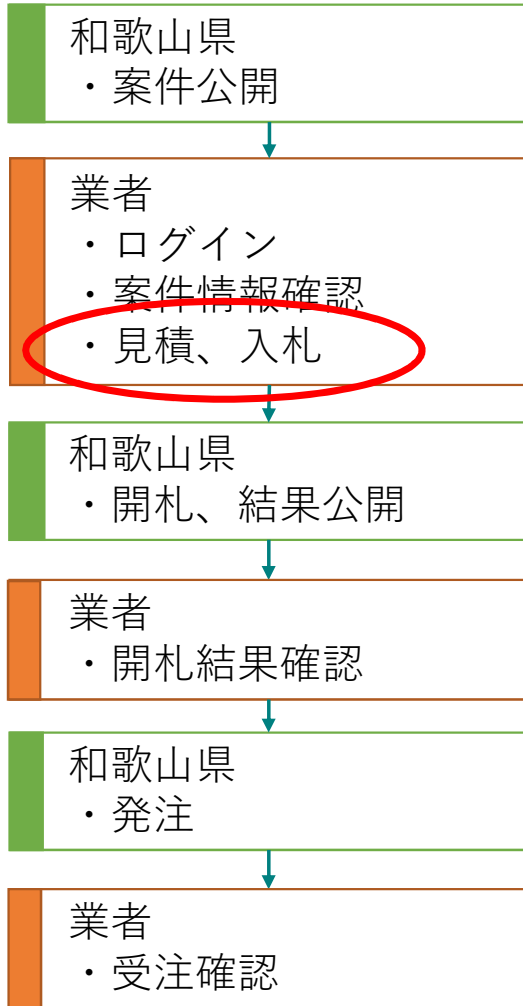 和歌山県
・案件公開
業者
・ログイン
・案件情報確認
・見積、入札
和歌山県
・開札、結果公開
業者
・開札結果確認
和歌山県
・発注
業者
・受注確認